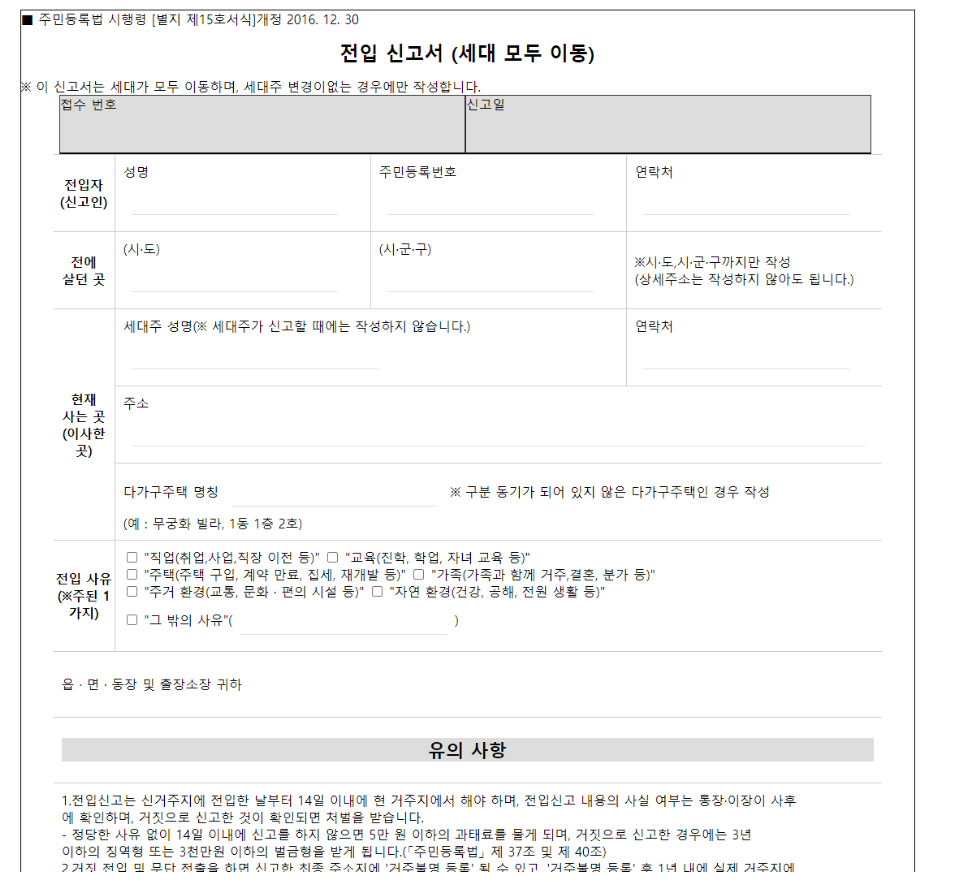 ■ 주민등록법 시행령 [별지 제15호서식]개정 2016. 12. 30
전입 신고서 (세대 모두 이동)
※ 이 신고서는 세대가 모두 이동하며, 세대주 변경이없는 경우에만 작성합니다.
접수 번호 신고일
전입자
(신고인)
성명 주민등록번호 연락처
전에
살던 곳
(시·도) (시·군·구)
※시·도,시·군·구까지만 작성
(상세주소는 작성하지 않아도 됩니다.)
현재
사는 곳
(이사한
곳)
세대주 성명(※ 세대주가 신고할 때에는 작성하지 않습니다.) 연락처
주소
다가구주택 명칭 ※ 구분 동기가 되어 있지 않은 다가구주택인 경우 작성
(예 : 무궁화 빌라, 1동 1층 2호)
전입 사유
(※주된 1
가지)
☐ "직업(취업,사업,직장 이전 등)" ☐ "교육(진학, 학업, 자녀 교육 등)"
☐ "주택(주택 구입, 계약 만료, 집세, 재개발 등)" ☐ "가족(가족과 함께 거주,결혼, 분가 등)"
☐ "주거 환경(교통, 문화 · 편의 시설 등)" ☐ "자연 환경(건강, 공해, 전원 생활 등)"
☐ "그 밖의 사유"( )
읍 · 면 · 동장 및 출장소장 귀하
유의 사항
1.전입신고는 신거주지에 전입한 날부터 14일 이내에 현 거주지에서 해야 하며, 전입신고 내용의 사실 여부는 통장·이장이 사후
에 확인하며, 거짓으로 신고한 것이 확인되면 처벌을 받습니다.
- 정당한 사유 없이 14일 이내에 신고를 하지 않으면 5만 원 이하의 과태료를 물게 되며, 거짓으로 신고한 경우에는 3년
이하의 징역형 또는 3천만원 이하의 벌금형을 받게 됩니다.(「주민등록법」 제 37조 및 제 40조)
2.거짓 전입 및 무단 전출을 하면 신고한 최종 주소지에 '거주불명 등록' 될 수 있고, '거주불명 등록' 후 1년 내에 실제 거주지에